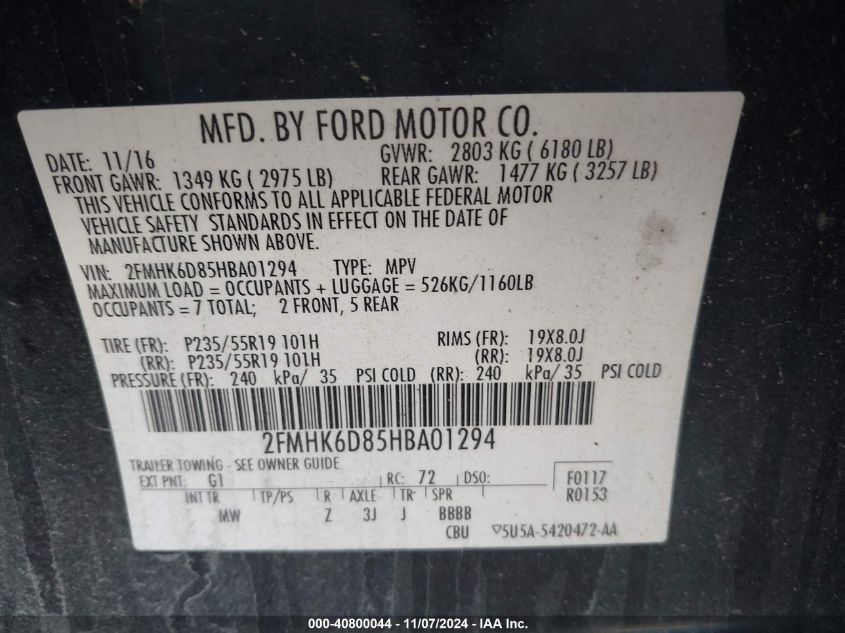 MFD. BY FORD MOTOR CO.
DATE: 11/16 GVWR: 2803 KG ( 6180 LB)
FRONT GAWR: 1349 KG ( 2975 LB) REAR GAWR: 1477 KG ( 3257 LB)
THIS VEHICLE CONFORMS TO ALL APPLICABLE FEDERAL MOTOR
VEHICLE SAFETY STANDARDS IN EFFECT ON THE DATE OF
MANUFACTURE SHOWN ABOVE.
VIN: 2FMHK6D85HBA01294 TYPE: MPV
MAXIMUM LOAD = OCCUPANTS + LUGGAGE = 526KG/1160LB
OCCUPANTS = 7 TOTAL; 2 FRONT, 5 REAR
TIRE (FR): P235/55R19 101H RIMS (FR): 19X8.0J
(RR): P235/55R19 101H (RR): 19X8.0J
PRESSURE (FR): 240 kPa/ 35 PSI COLD (RR): 240 kPa/ 35 PSI COLD
2FMHK6D85HBA01294
TRAILER TOWING - SEE OWNER GUIDE
EXT PNT: G1 RC: 72 DSO: F0117
INT TR TP/PS R AXLE TR SPR R0153
MW Z 3J J BBBB
CBU ▽5U5A-5420472-AA
000-40800044 - 11/07/2024 - IAA Inc.